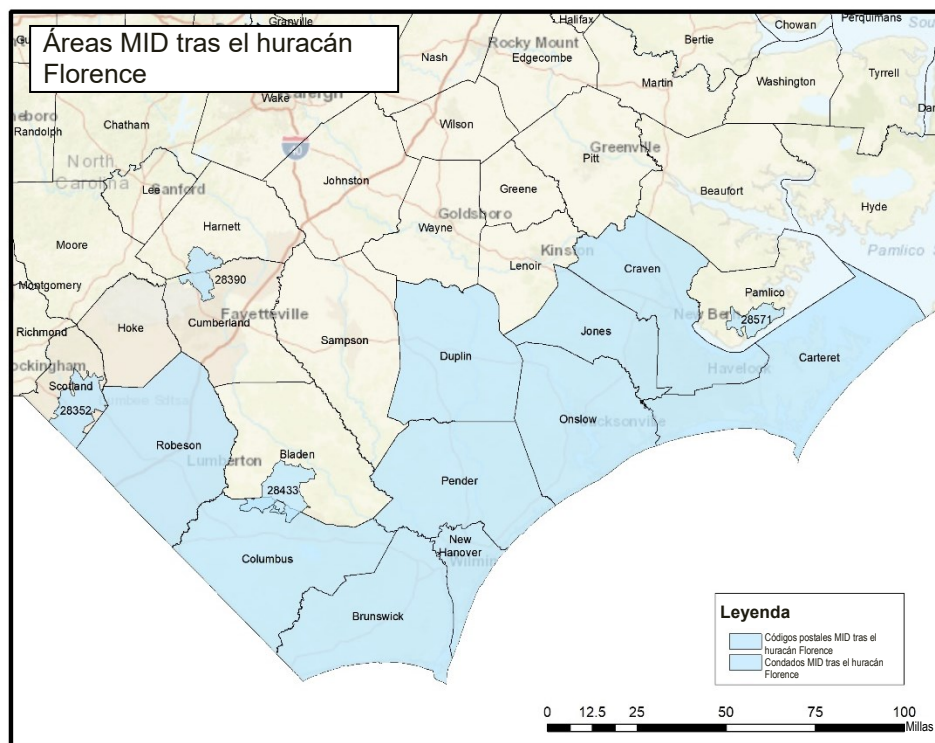 Áreas MID tras el huracán
Florence
Granville
Halifax
Chowan
Perquimans
Bertie
Nash
Rocky Mount
Edgecombe
Martin
Washington
Tyrrell
Wake
Randolph
Chatham
Wilson
North
Carolina
Lee
Sanford
Johnston
Greenville
Pitt
Greene
Beaufort
Hyde
Goldsboro
Wayne
Harnett
Moore
Kinston
Lenoir
Craven
Pamlico
Montgomery
28390
Pamlico
28571
Richmond
Hoke
Cumberland
Fayetteville
Sampson
Duplin
Jones
New Bern
Carteret
Havelock
Scotland
28352
Robeson
Onslow
Jacksonville
Lumberton
Bladen
28433
Pender
Columbus
New
Hanover
Brunswick
Leyenda
Códigos postales MID tras el
huracán Florence
Condados MID tras el huracán
Florence
0 12.5 25 50 75 100
Millas